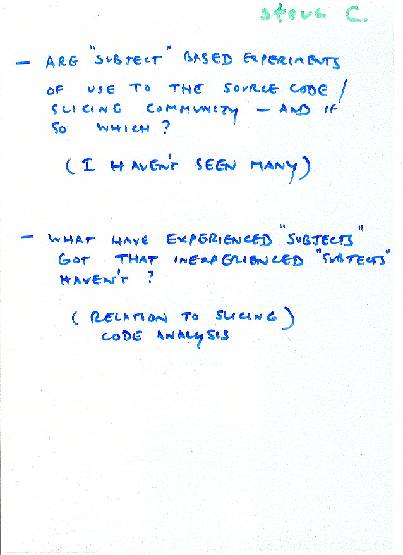 Steve C.
- ARE "SUBJECT" BASED EXPERIMENTS
OF USE TO THE SOURCE CODE /
SLICING COMMUNITY - AND IF
SO WHICH ?
( I HAVEN'T SEEN MANY )
- WHAT HAVE EXPERIENCED "SUBJECTS"
GOT THAT INEXPERIENCED "SUBJECTS"
HAVEN'T ?
( RELATION TO SLICING )
CODE ANALYSIS